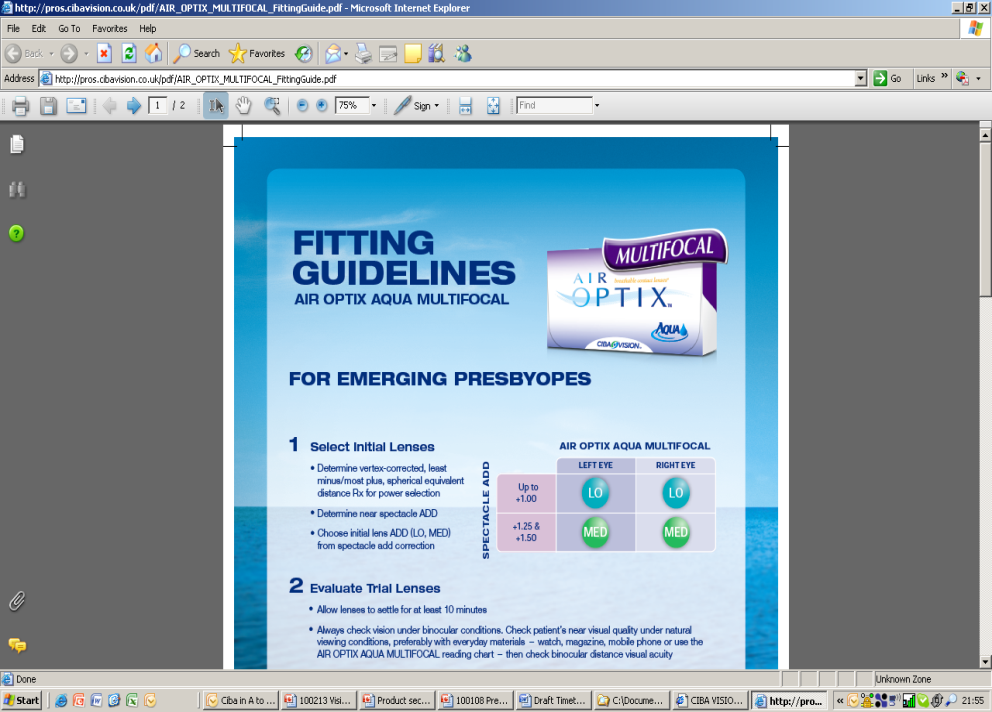 http://pros.cibavision.co.uk/pdf/AIR_OPTIX_MULTIFOCAL_FittingGuide.pdf - Microsoft Internet Explorer
File Edit Go To Favorites Help
Back Search Favorites
Address http://pros.cibavision.co.uk/pdf/AIR_OPTIX_MULTIFOCAL_FittingGuide.pdf Go Links »
1 / 2 75% Sign Find
FITTING
GUIDELINES
AIR OPTIX AQUA MULTIFOCAL
MULTIFOCAL
AIR
OPTIX
AQUA
CIBA VISION
FOR EMERGING PRESBYOPES
1 Select Initial Lenses
• Determine vertex-corrected, least
minus/most plus, spherical equivalent
distance Rx for power selection
• Determine near spectacle ADD
• Choose initial lens ADD (LO, MED)
from spectacle add correction
AIR OPTIX AQUA MULTIFOCAL
LEFT EYE RIGHT EYE
SPECTACLE ADD
Up to
+1.00
LO LO
+1.25 &
+1.50
MED MED
2 Evaluate Trial Lenses
• Allow lenses to settle for at least 10 minutes
• Always check vision under binocular conditions. Check patient's near visual quality under natural
viewing conditions, preferably with everyday materials – watch, magazine, mobile phone or use the
AIR OPTIX AQUA MULTIFOCAL reading chart – then check binocular distance visual acuity
Done Unknown Zone
Start Ciba in A to ... 100213 Visi... Product sec... 100108 Pre... Draft Timet... C:\Docume... CIBA VISIO... http://pro... « 21:55